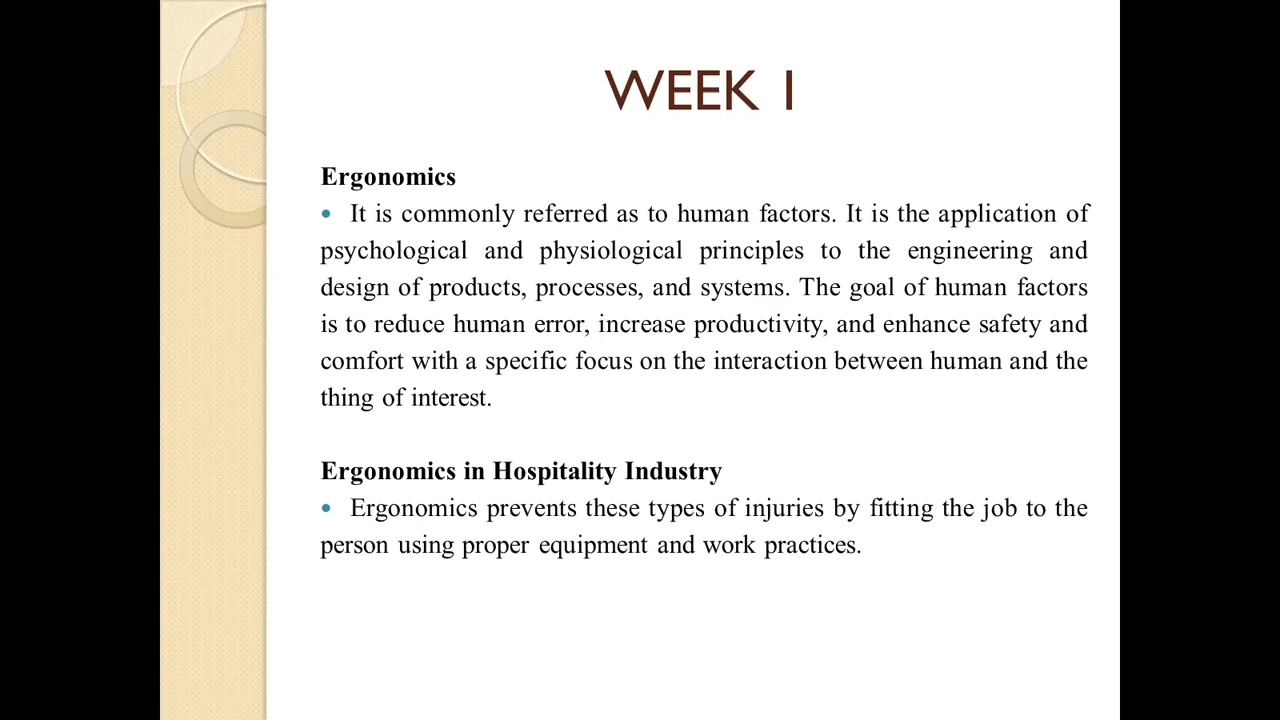 WEEK 1
Ergonomics
• It is commonly referred as to human factors. It is the application of
psychological and physiological principles to the engineering and
design of products, processes, and systems. The goal of human factors
is to reduce human error, increase productivity, and enhance safety and
comfort with a specific focus on the interaction between human and the
thing of interest.
Ergonomics in Hospitality Industry
• Ergonomics prevents these types of injuries by fitting the job to the
person using proper equipment and work practices.